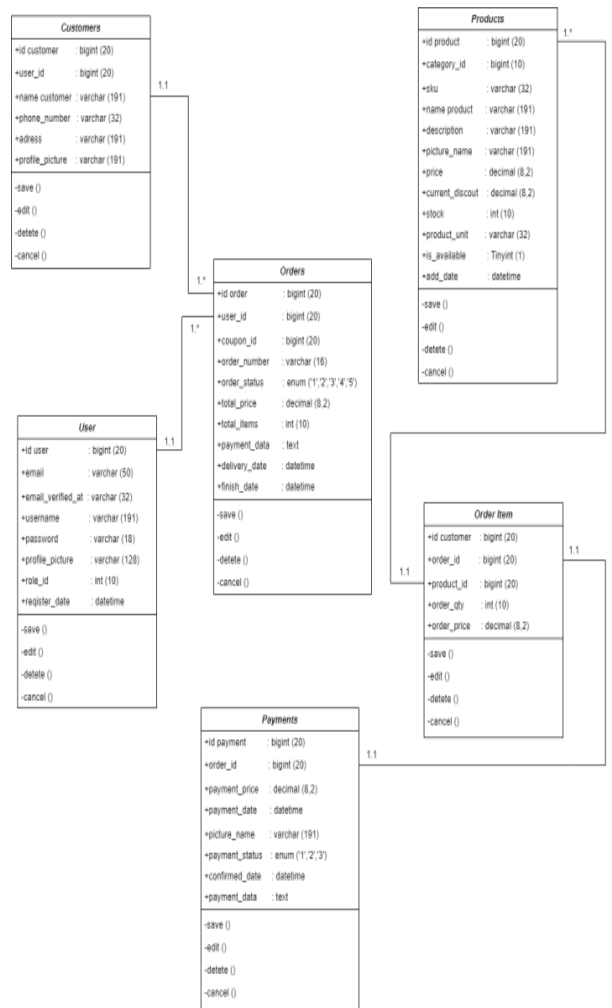 Customers
+id customer : bigint (20)
+user_id : bigint (20)
+name customer : varchar (191)
+phone_number : varchar (32)
+adress : varchar (191)
+profile_picture : varchar (191)
-save ()
-edit ()
-detete ()
-cancel ()
1.1
1.*
Products
+id product : bigint (20)
+category_id : bigint (10)
+sku : varchar (32)
+name product : varchar (191)
+description : varchar (191)
+picture_name : varchar (191)
+price : decimal (8,2)
+current_discout : decimal (8,2)
+stock : int (10)
+product_unit : varchar (32)
+is_available : Tinyint (1)
+add_date : datetime
-save ()
-edit ()
-detete ()
-cancel ()
1.*
Orders
+id order : bigint (20)
+user_id : bigint (20)
+coupon_id : bigint (20)
+order_number : varchar (16)
+order_status : enum ('1','2','3','4','5')
+total_price : decimal (8,2)
+total_items : int (10)
+payment_data : text
+delivery_date : datetime
+finish_date : datetime
-save ()
-edit ()
-detete ()
-cancel ()
1.*
User
+id user : bigint (20)
+email : varchar (50)
+email_verified_at : varchar (32)
+username : varchar (191)
+password : varchar (18)
+profile_picture : varchar (128)
+role_id : int (10)
+register_date : datetime
-save ()
-edit ()
-detete ()
-cancel ()
1.1
Order Item
+id customer : bigint (20)
+order_id : bigint (20)
+product_id : bigint (20)
+order_qty : int (10)
+order_price : decimal (8,2)
-save ()
-edit ()
-detete ()
-cancel ()
1.1
1.1
Payments
+id payment : bigint (20)
+order_id : bigint (20)
+payment_price : decimal (8,2)
+payment_date : datetime
+picture_name : varchar (191)
+payment_status : enum ('1','2','3')
+confirmed_date : datetime
+payment_data : text
-save ()
-edit ()
-detete ()
-cancel ()
1.1